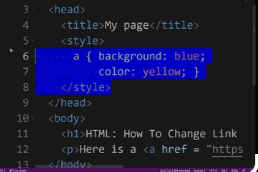 3 <head>
4 <title>My page</title>
5 <style>
6 a { background: blue;
7 color: yellow; }
8 </style>
9 </head>
10 <body>
11 <h1>HTML: How To Change Link
12 <p>Here is a <a href = "https
13 </body>